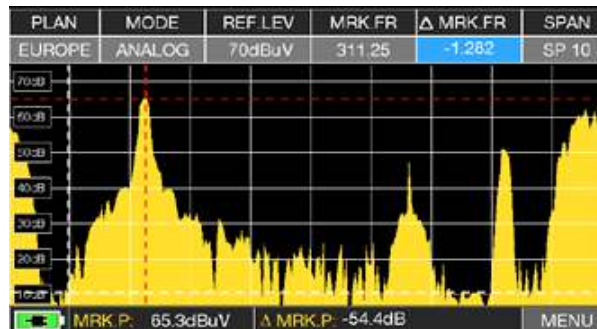 PLAN MODE REF.LEV MRK.FR Δ MRK.FR SPAN
EUROPE ANALOG 70dBuV 311.25 -1.282 SP 10
70dB
60dB
50dB
40dB
30dB
20dB
10dB
MRK.P: 65.3dBuV Δ MRK.P: -54.4dB MENU